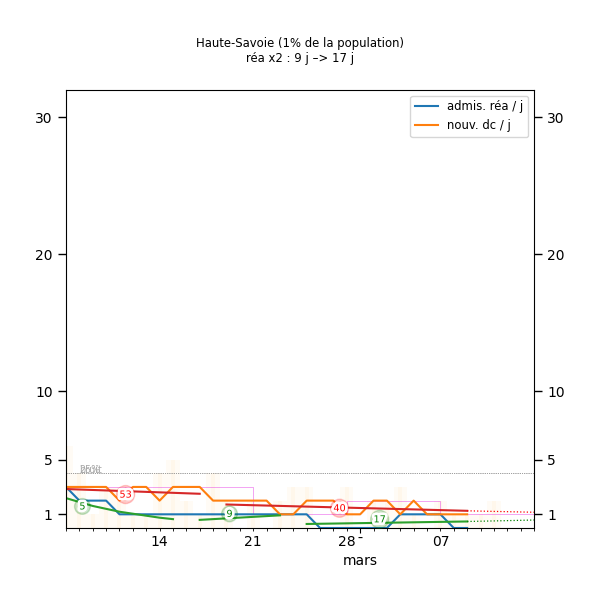 Haute-Savoie (1% de la population)
réa x2 : 9 j –> 17 j
admis. réa / j
nouv. dc / j
30 30
20 20
10 10
5 5
1 1
53
5
9
40
17
14 21 28 07
mars